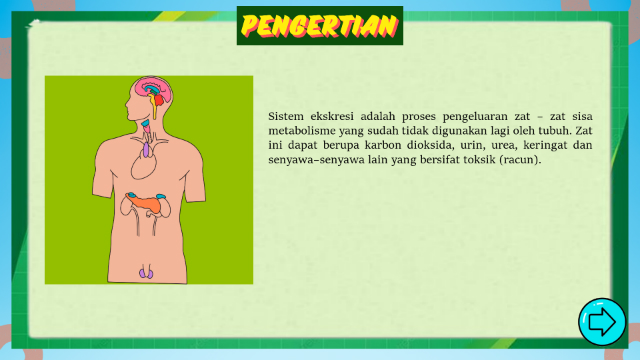 PENGERTIAN
Sistem ekskresi adalah proses pengeluaran zat – zat sisa
metabolisme yang sudah tidak digunakan lagi oleh tubuh. Zat
ini dapat berupa karbon dioksida, urin, urea, keringat dan
senyawa–senyawa lain yang bersifat toksik (racun).